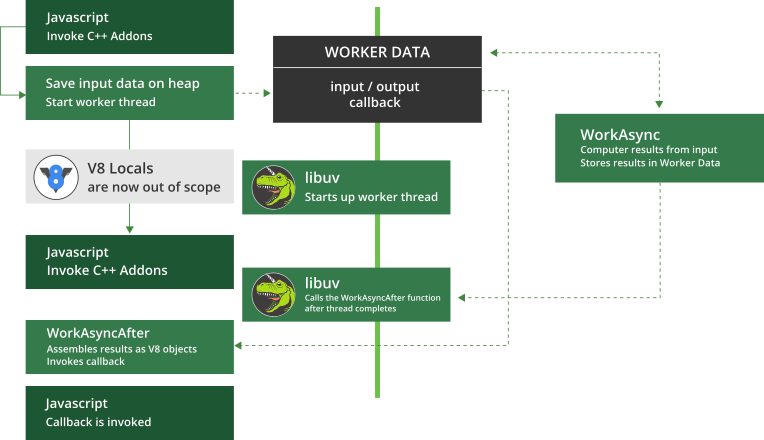 Javascript
Invoke C++ Addons
Save input data on heap
Start worker thread
V8 Locals
are now out of scope
Javascript
Invoke C++ Addons
WorkAsyncAfter
Assembles results as V8 objects
Invokes callback
Javascript
Callback is invoked
WORKER DATA
input / output
callback
libuv
Starts up worker thread
libuv
Calls the WorkAsyncAfter function
after thread completes
WorkAsync
Computer results from input
Stores results in Worker Data